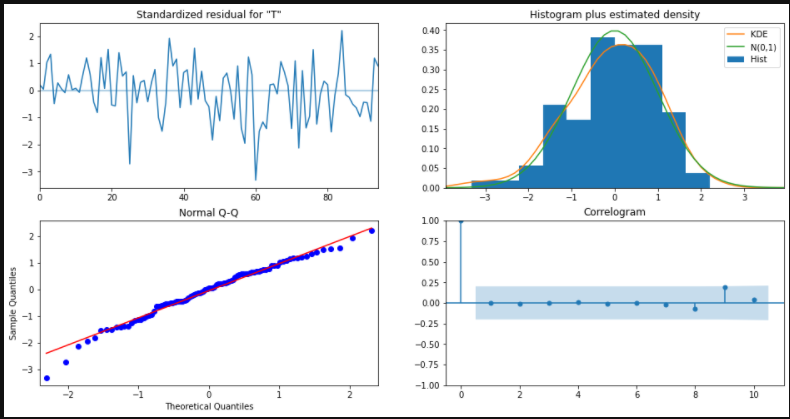 Standardized residual for "T"
2
1
0
−1
−2
−3
0 20 40 60 80
Histogram plus estimated density
KDE
N(0,1)
Hist
0.40
0.35
0.30
0.25
0.20
0.15
0.10
0.05
0.00
−3 −2 −1 0 1 2 3
Normal Q-Q
Sample Quantiles
2
1
0
−1
−2
−3
−2 −1 0 1 2
Theoretical Quantiles
Correlogram
1.00
0.75
0.50
0.25
0.00
−0.25
−0.50
−0.75
−1.00
0 2 4 6 8 10